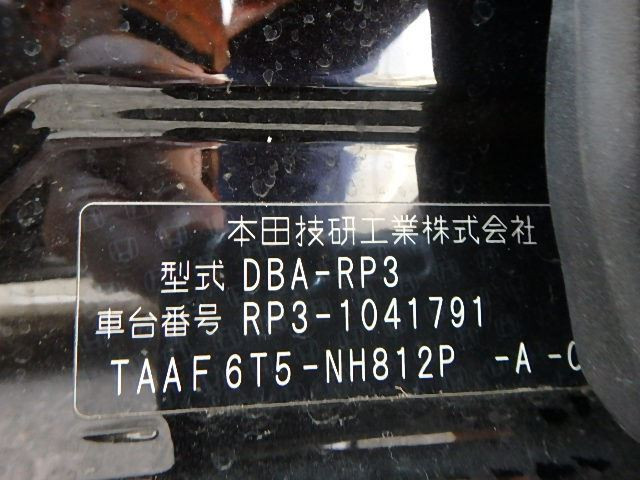 本田技研工業株式会社
型式 DBA-RP3
車台番号 RP3-1041791
TAAF6T5-NH812P -A -